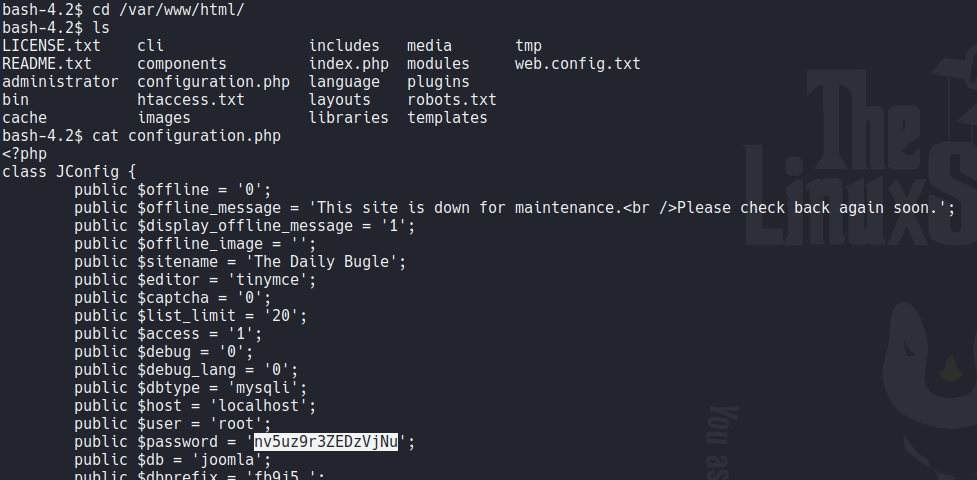 bash-4.2$ cd /var/www/html/
bash-4.2$ ls
LICENSE.txt    cli                includes   media      tmp
README.txt     components         index.php  modules    web.config.txt
administrator  configuration.php  language   plugins
bin            htaccess.txt       layouts    robots.txt
cache          images             libraries  templates
bash-4.2$ cat configuration.php
<?php
class JConfig {
        public $offline = '0';
        public $offline_message = 'This site is down for maintenance.<br />Please check back again soon.';
        public $display_offline_message = '1';
        public $offline_image = '';
        public $sitename = 'The Daily Bugle';
        public $editor = 'tinymce';
        public $captcha = '0';
        public $list_limit = '20';
        public $access = '1';
        public $debug = '0';
        public $debug_lang = '0';
        public $dbtype = 'mysqli';
        public $host = 'localhost';
        public $user = 'root';
        public $password = 'nv5uz9r3ZEDzVjNu';
        public $db = 'joomla';
        public $dbprefix = 'fb9j5_';
The
LinuxS
You as